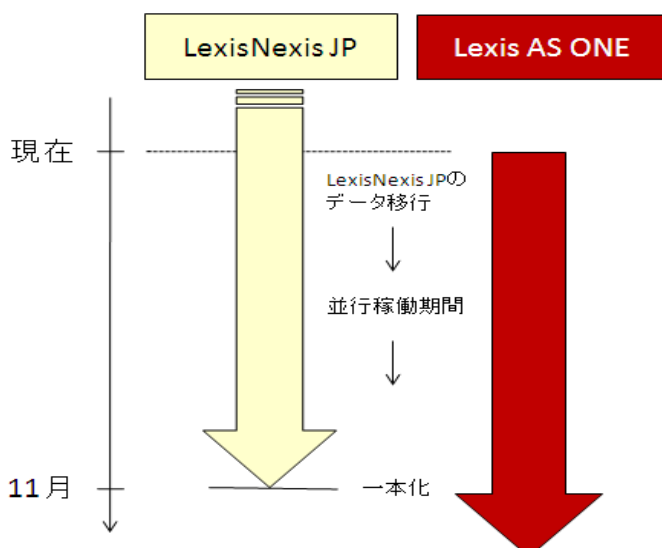 LexisNexis JP
Lexis AS ONE
現在
LexisNexis JPの
データ移行
並行稼働期間
11月
一本化